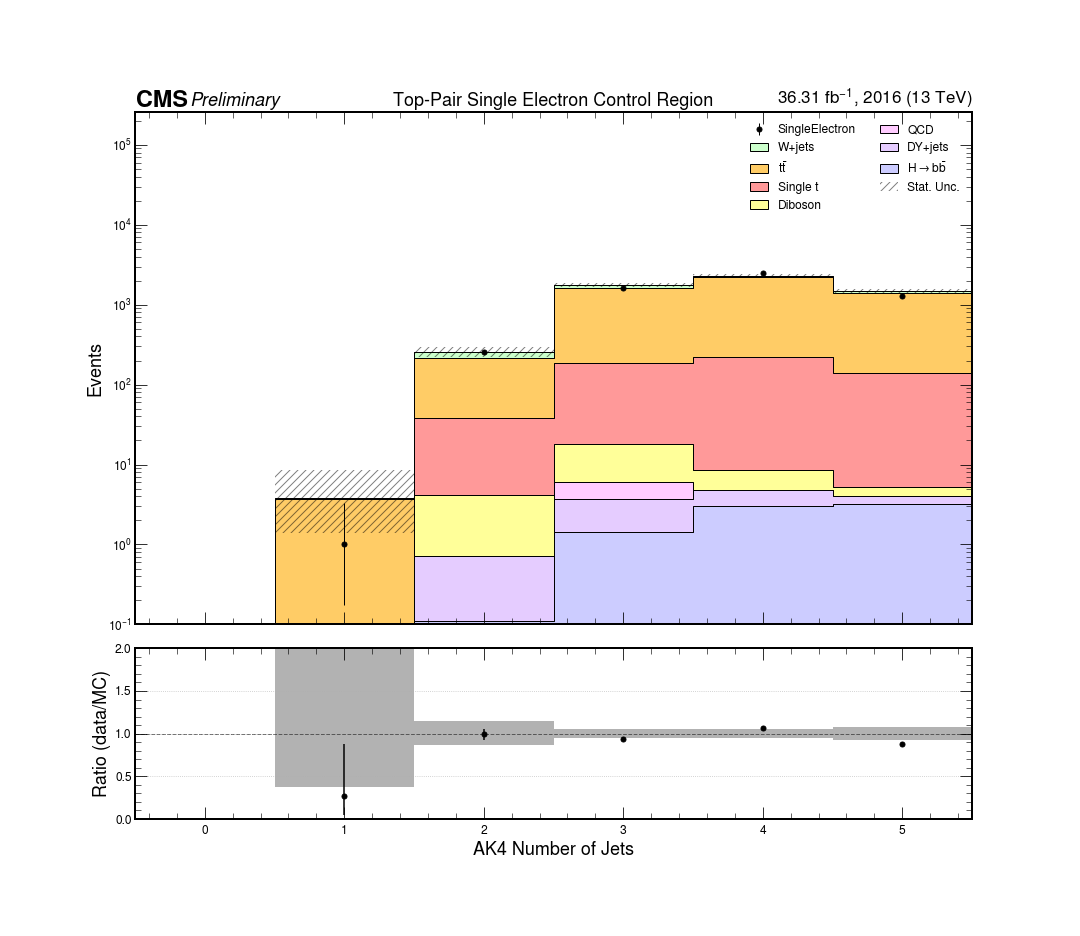 CMS Preliminary Top-Pair Single Electron Control Region 36.31 fb⁻¹, 2016 (13 TeV)
SingleElectron
W+jets
tt̄
Single t
Diboson
QCD
DY+jets
H→bb̄
Stat. Unc.
Events
10⁵
10⁴
10³
10²
10¹
10⁰
10⁻¹
Ratio (data/MC)
2.0
1.5
1.0
0.5
0.0
0 1 2 3 4 5
AK4 Number of Jets